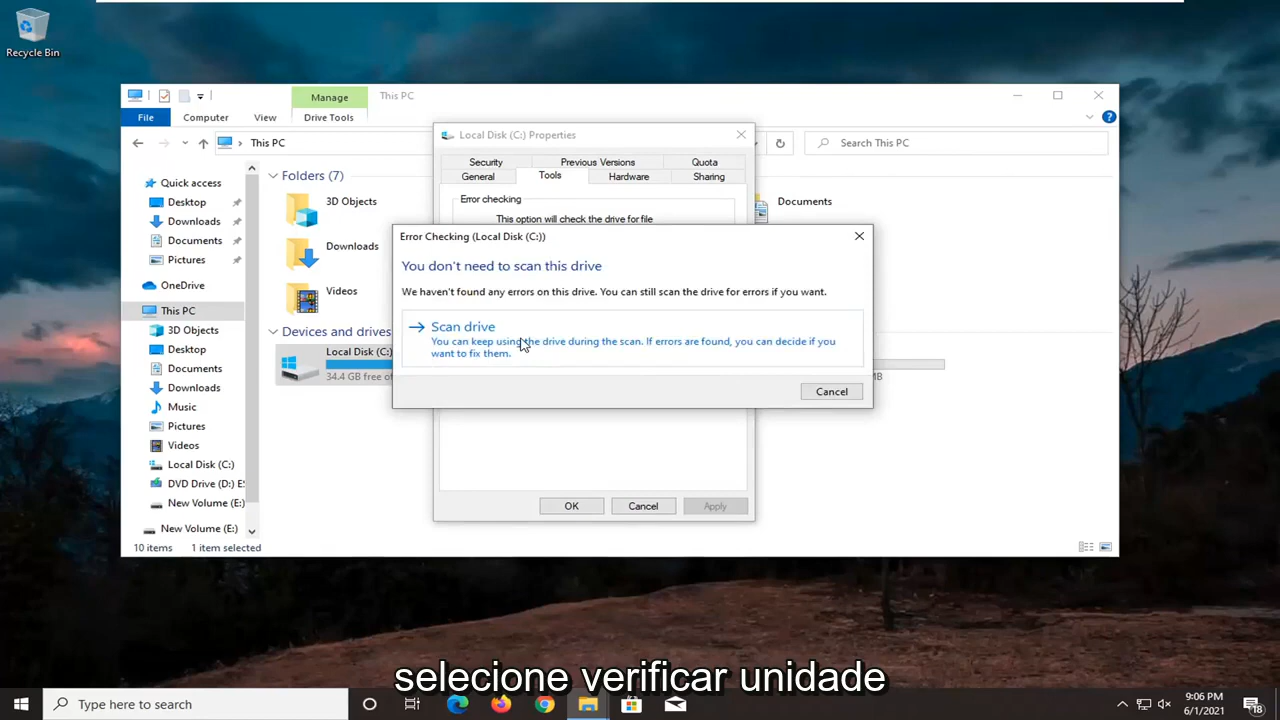 Recycle Bin
Manage
This PC
File
Computer
View
Drive Tools
This PC
Search This PC
Quick access
Desktop
Downloads
Documents
Pictures
OneDrive
This PC
3D Objects
Desktop
Documents
Downloads
Music
Pictures
Videos
Local Disk (C:)
DVD Drive (D:) ES
New Volume (E:)
New Volume (E:)
Folders (7)
3D Objects
Downloads
Videos
Documents
Devices and drives
Local Disk (C:)
34.4 GB free of
MB
10 items
1 item selected
Local Disk (C:) Properties
Security
Previous Versions
Quota
General
Tools
Hardware
Sharing
Error checking
This option will check the drive for file
Error Checking (Local Disk (C:))
You don't need to scan this drive
We haven't found any errors on this drive. You can still scan the drive for errors if you want.
Scan drive
You can keep using the drive during the scan. If errors are found, you can decide if you
want to fix them.
Cancel
OK
Cancel
Apply
selecione verificar unidade
Type here to search
9:06 PM
6/1/2021
18